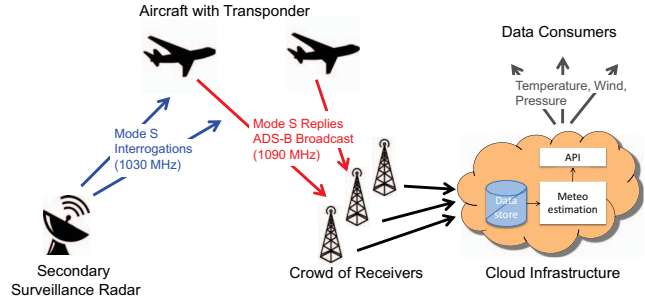 Aircraft with Transponder
Data Consumers
Temperature, Wind,
Pressure
Mode S
Interrogations
(1030 MHz)
Mode S Replies
ADS-B Broadcast
(1090 MHz)
API
Data
store
Meteo
estimation
Secondary
Surveillance Radar
Crowd of Receivers
Cloud Infrastructure